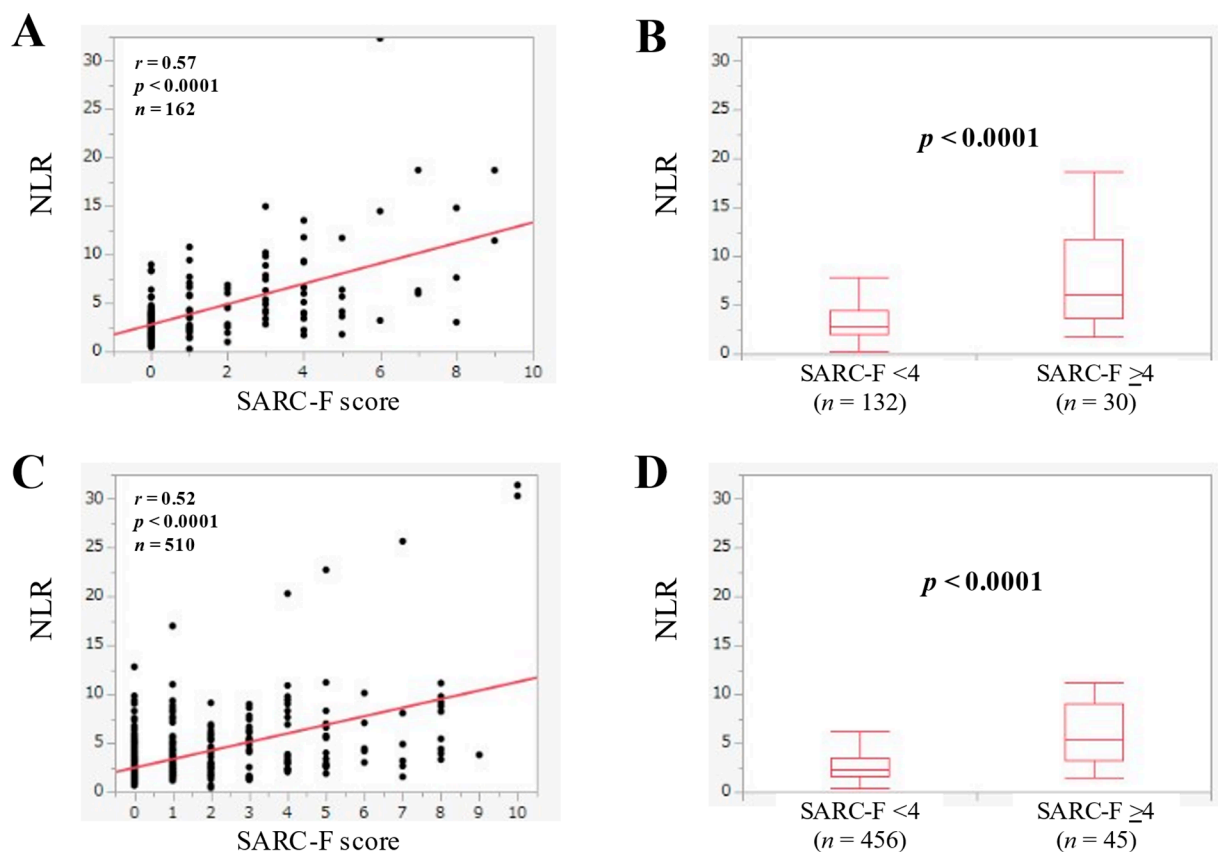 A
r = 0.57
p < 0.0001
n = 162
NLR
30
25
20
15
10
5
0
0 2 4 6 8 10
SARC-F score
B
p < 0.0001
NLR
30
25
20
15
10
5
0
SARC-F <4 SARC-F ≥4
(n = 132) (n = 30)
C
r = 0.52
p < 0.0001
n = 510
NLR
30
25
20
15
10
5
0
0 1 2 3 4 5 6 7 8 9 10
SARC-F score
D
p < 0.0001
NLR
30
25
20
15
10
5
0
SARC-F <4 SARC-F ≥4
(n = 456) (n = 45)